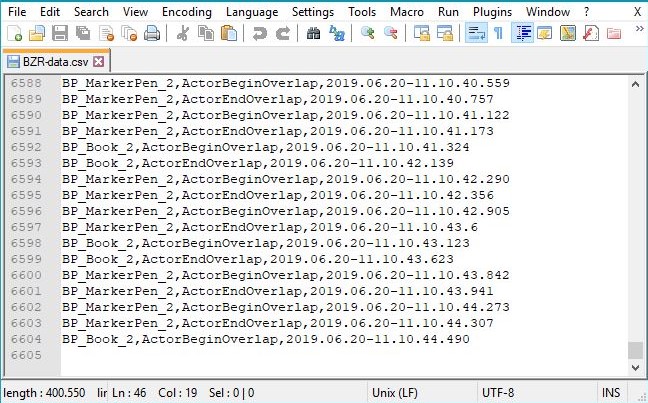 File Edit Search View Encoding Language Settings Tools Macro Run Plugins Window ? X
BZR-data.csv
6588 BP_MarkerPen_2,ActorBeginOverlap,2019.06.20-11.10.40.559
6589 BP_MarkerPen_2,ActorEndOverlap,2019.06.20-11.10.40.757
6590 BP_MarkerPen_2,ActorBeginOverlap,2019.06.20-11.10.41.122
6591 BP_MarkerPen_2,ActorEndOverlap,2019.06.20-11.10.41.173
6592 BP_Book_2,ActorBeginOverlap,2019.06.20-11.10.41.324
6593 BP_Book_2,ActorEndOverlap,2019.06.20-11.10.42.139
6594 BP_MarkerPen_2,ActorBeginOverlap,2019.06.20-11.10.42.290
6595 BP_MarkerPen_2,ActorEndOverlap,2019.06.20-11.10.42.356
6596 BP_MarkerPen_2,ActorBeginOverlap,2019.06.20-11.10.42.905
6597 BP_MarkerPen_2,ActorEndOverlap,2019.06.20-11.10.43.6
6598 BP_Book_2,ActorBeginOverlap,2019.06.20-11.10.43.123
6599 BP_Book_2,ActorEndOverlap,2019.06.20-11.10.43.623
6600 BP_MarkerPen_2,ActorBeginOverlap,2019.06.20-11.10.43.842
6601 BP_MarkerPen_2,ActorEndOverlap,2019.06.20-11.10.43.941
6602 BP_MarkerPen_2,ActorBeginOverlap,2019.06.20-11.10.44.273
6603 BP_MarkerPen_2,ActorEndOverlap,2019.06.20-11.10.44.307
6604 BP_Book_2,ActorBeginOverlap,2019.06.20-11.10.44.490
6605
length : 400.550 lir Ln : 46 Col : 19 Sel : 0 | 0 Unix (LF) UTF-8 INS